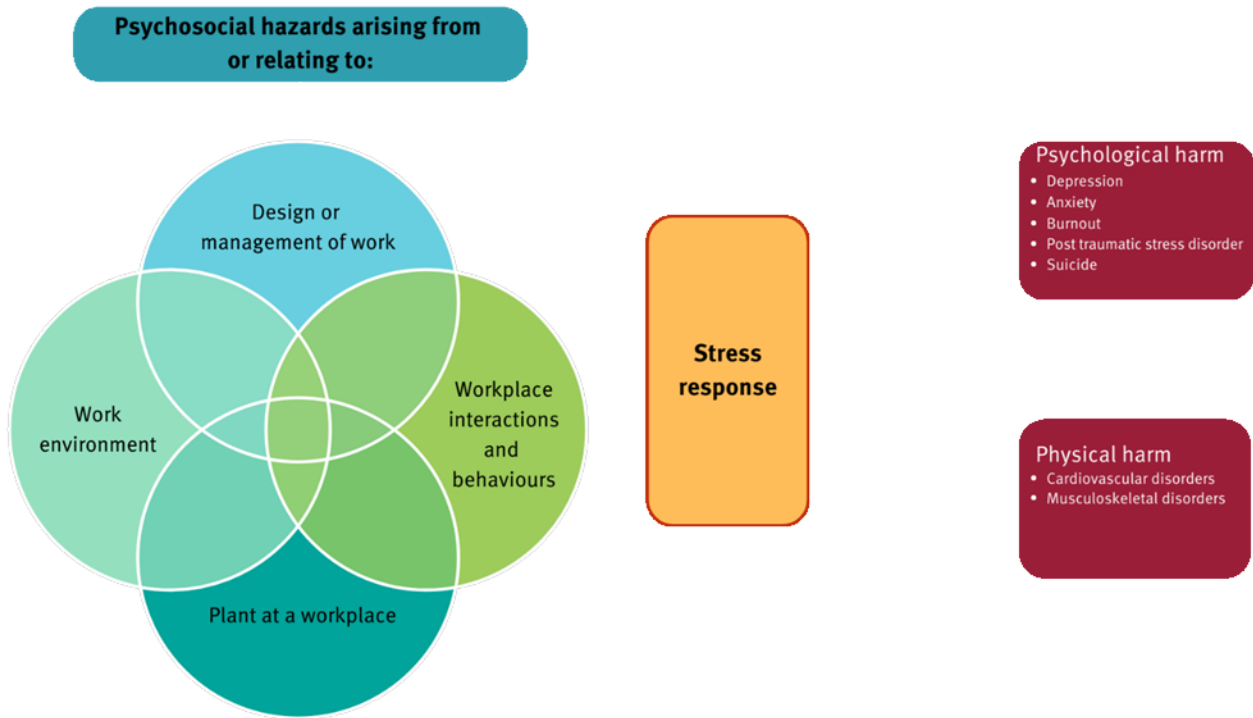 Psychosocial hazards arising from
or relating to:
Design or
management of work
Work
environment
Workplace
interactions
and
behaviours
Plant at a workplace
Stress
response
Psychological harm
• Depression
• Anxiety
• Burnout
• Post traumatic stress disorder
• Suicide
Physical harm
• Cardiovascular disorders
• Musculoskeletal disorders